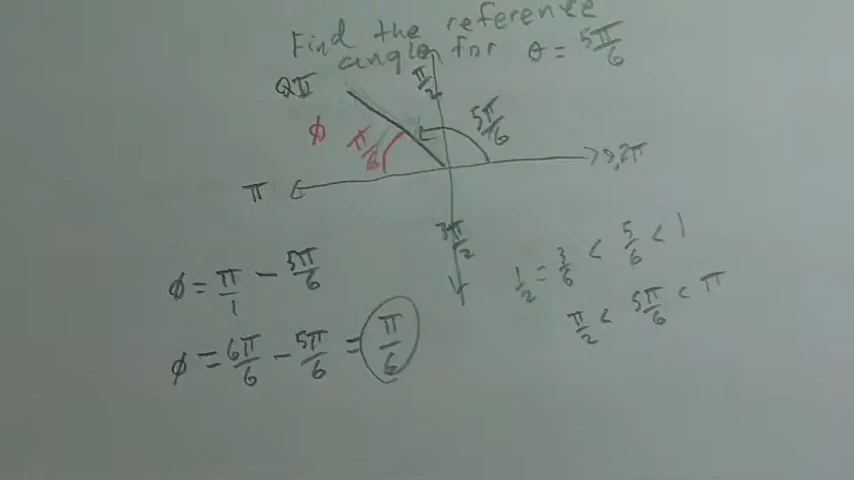 Find the reference
angle for θ = 5π/6
QII
π/2
5π/6
ϕ
π/6
0,2π
π
3π/2
ϕ = π/1 - 5π/6
1/2 = 3/6 < 5/6 < 1
π/2 < 5π/6 < π
ϕ = 6π/6 - 5π/6 = π/6